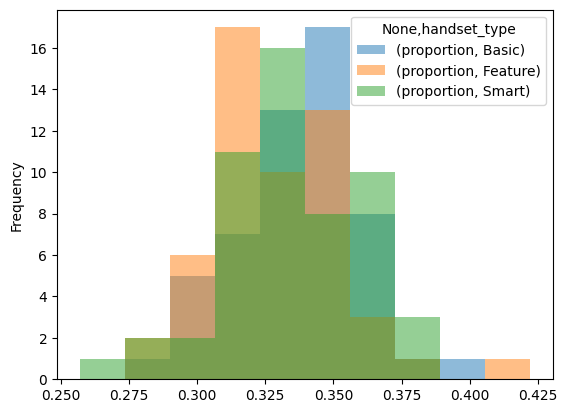 None,handset_type
(proportion, Basic)
(proportion, Feature)
(proportion, Smart)
Frequency
16
14
12
10
8
6
4
2
0
0.250 0.275 0.300 0.325 0.350 0.375 0.400 0.425